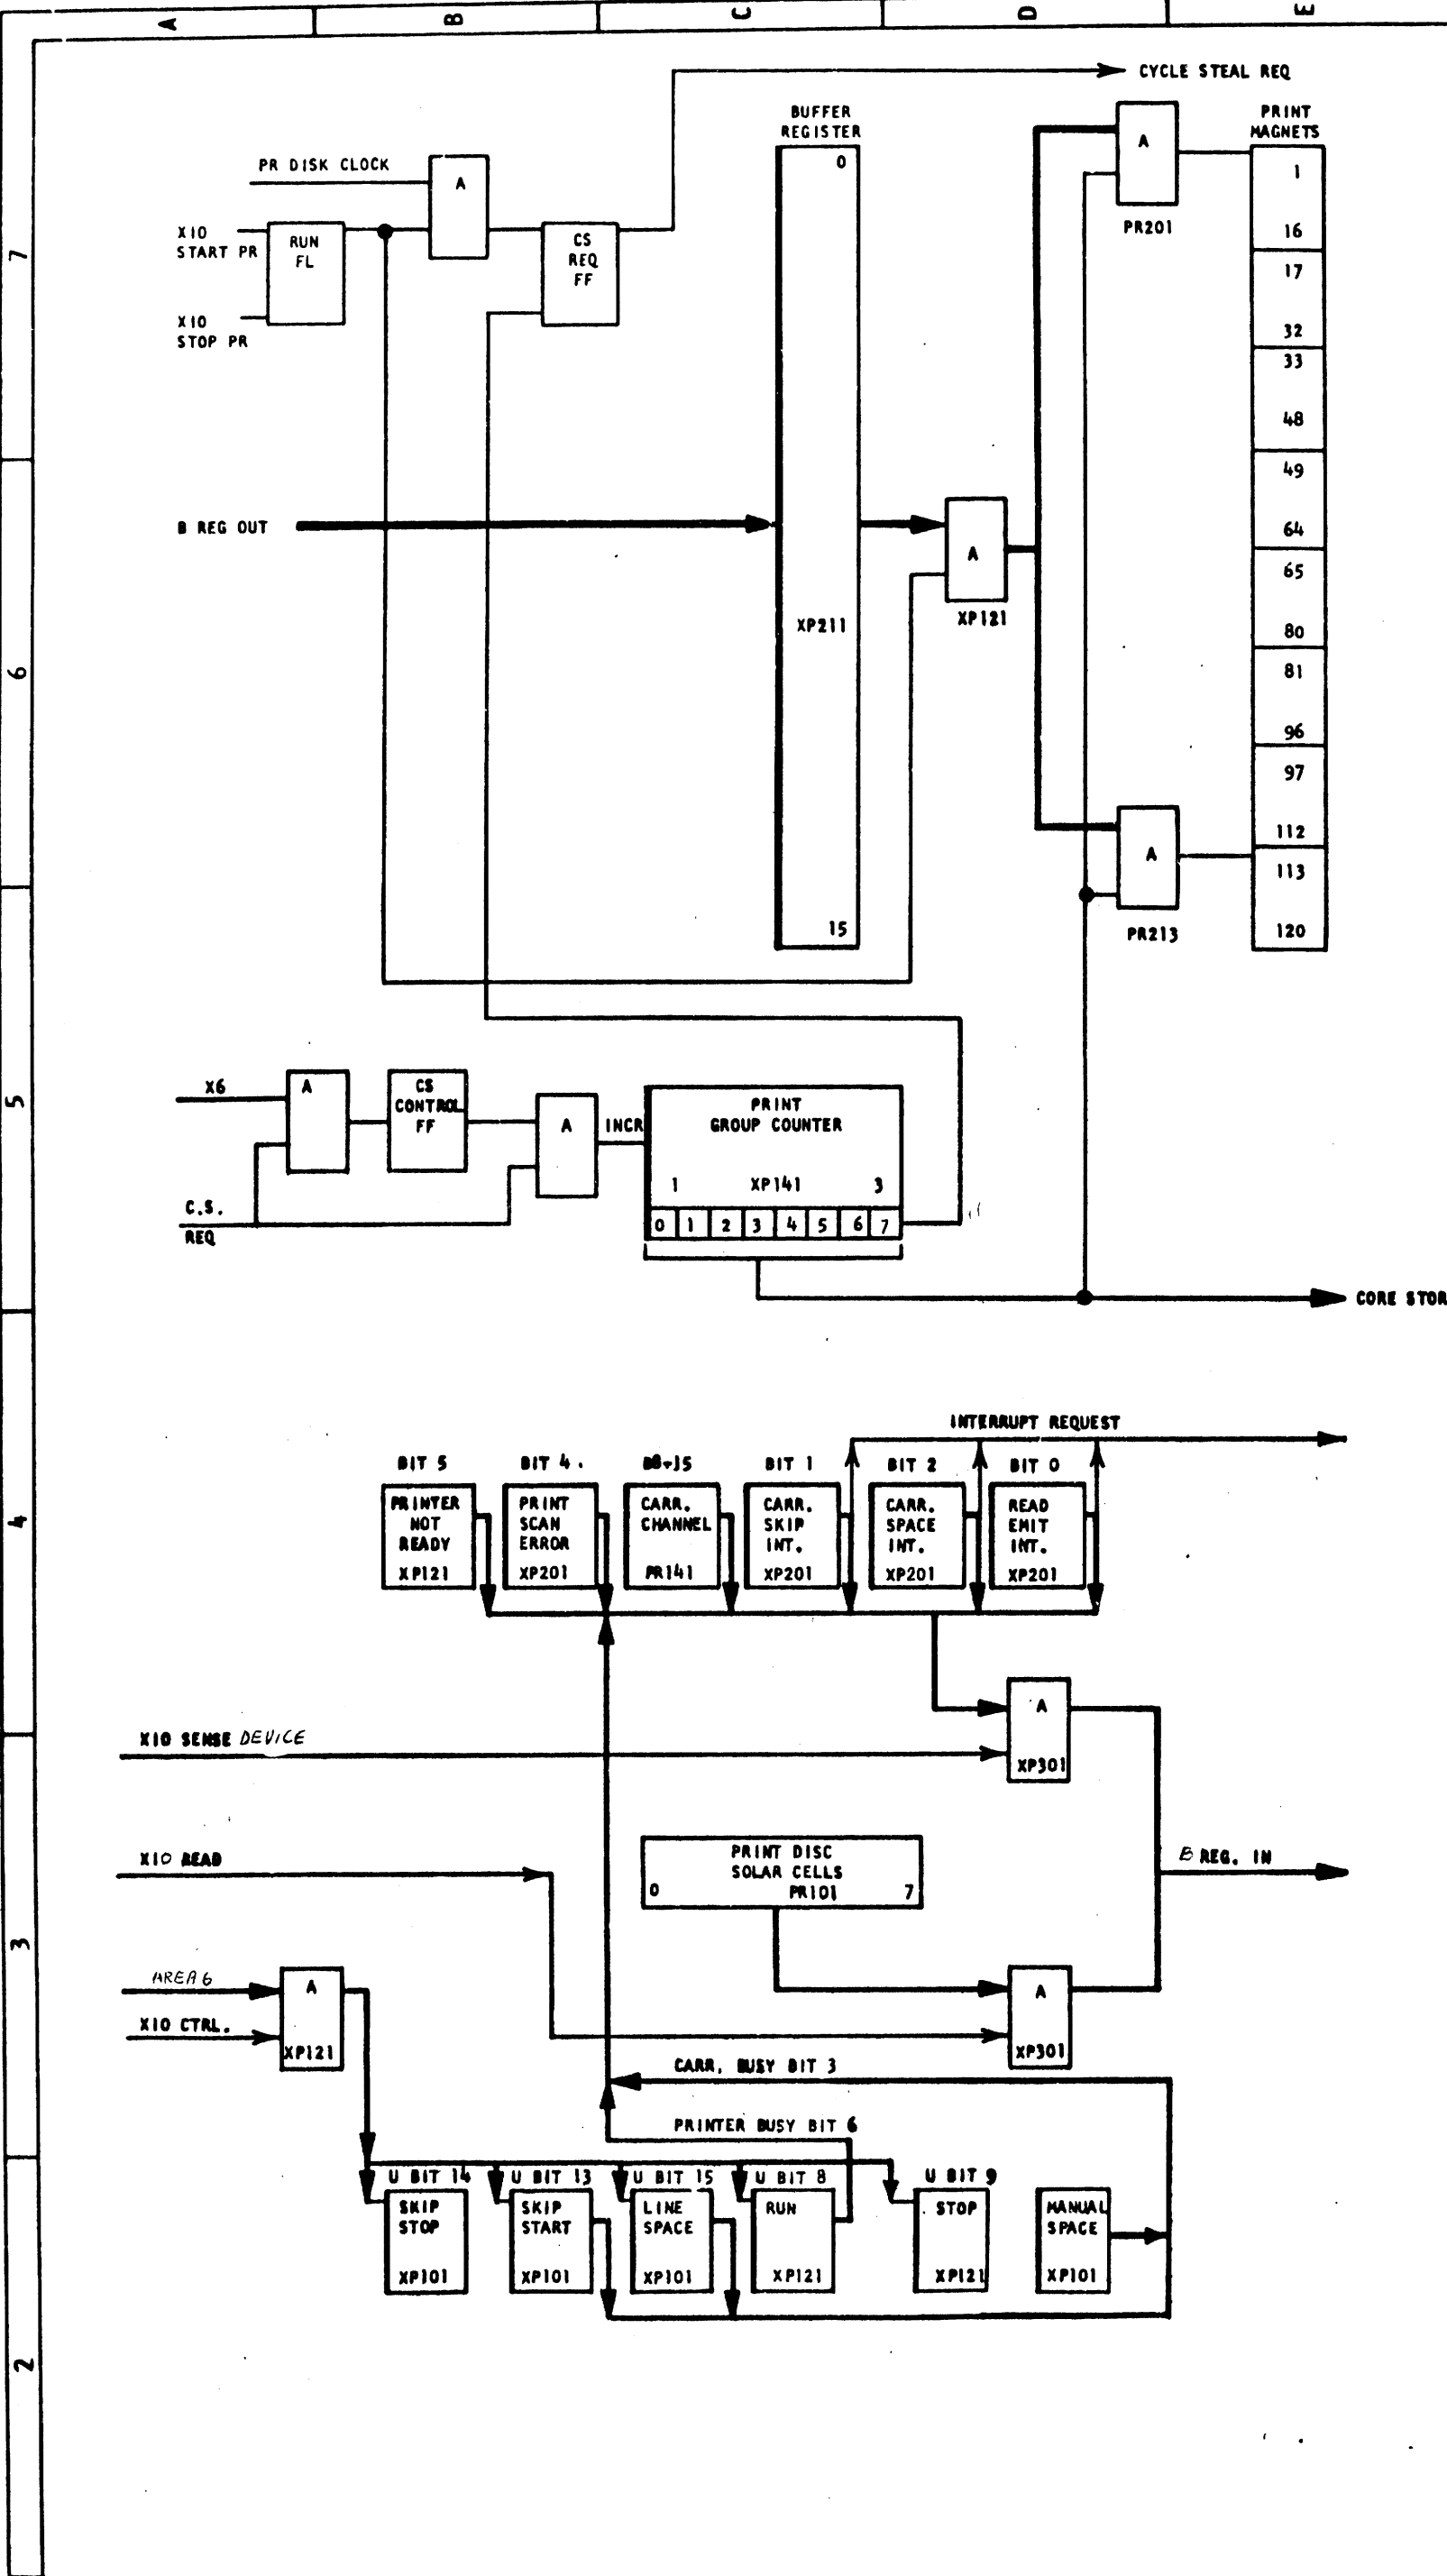 A
B
C
D
E
CYCLE STEAL REQ
BUFFER
REGISTER
0
XP211
15
A
PR201
PRINT
MAGNETS
1
16
17
32
33
48
49
64
65
80
81
96
97
112
113
120
PR DISK CLOCK
A
7
X10
START PR
RUN
FL
CS
REQ
FF
X10
STOP PR
B REG OUT
A
XP121
6
A
PR213
5
X6
A
CS
CONTROL
FF
A
INCR
PRINT
GROUP COUNTER
1 XP141 3
0 1 2 3 4 5 6 7
C.S.
REQ
CORE STOR
INTERRUPT REQUEST
4
BIT 5
PRINTER
NOT
READY
XP121
BIT 4.
PRINT
SCAN
ERROR
XP201
B8-15
CARR.
CHANNEL
PR141
BIT 1
CARR.
SKIP
INT.
XP201
BIT 2
CARR.
SPACE
INT.
XP201
BIT 0
READ
EMIT
INT.
XP201
A
XP301
X10 SENSE DEVICE
X10 READ
PRINT DISC
SOLAR CELLS
0 PR101 7
B REG. IN
3
AREA 6
X10 CTRL.
A
XP121
A
XP301
CARR. BUSY BIT 3
PRINTER BUSY BIT 6
U BIT 14
SKIP
STOP
XP101
U BIT 13
SKIP
START
XP101
U BIT 15
LINE
SPACE
XP101
U BIT 8
RUN
XP121
U BIT 9
STOP
XP121
MANUAL
SPACE
XP101
2